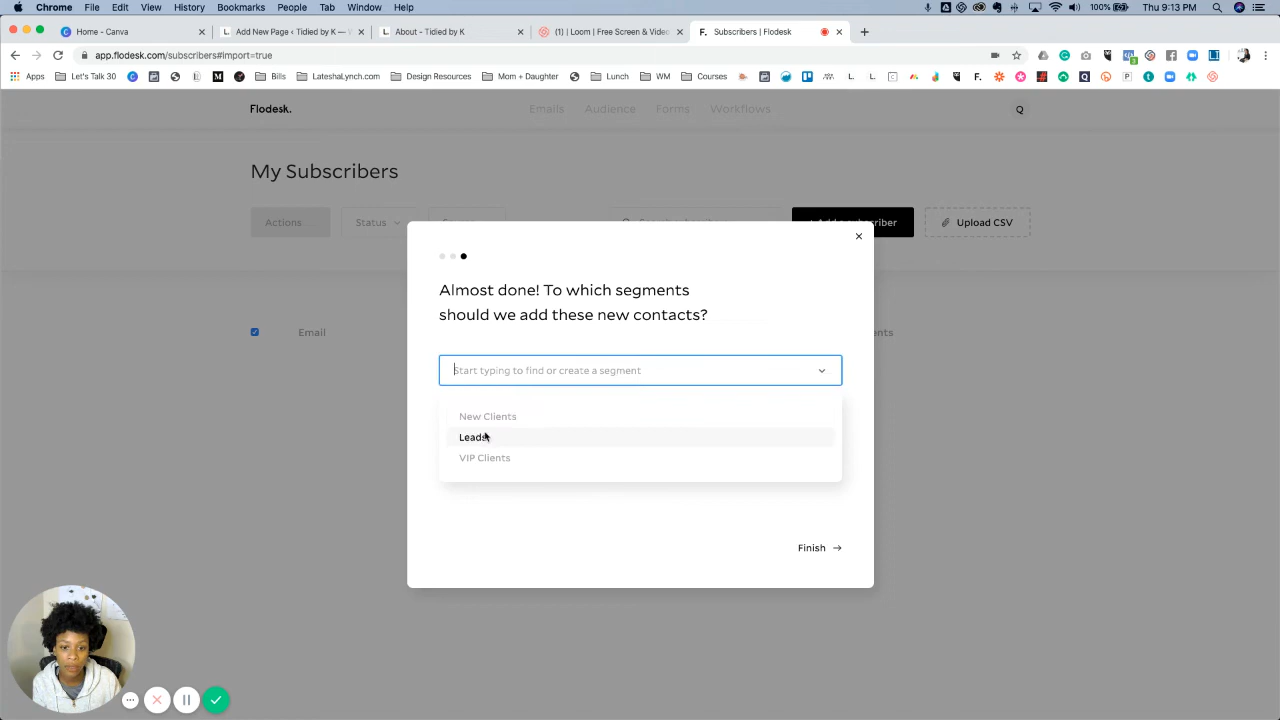 Chrome File Edit View History Bookmarks People Tab Window Help
100% Thu 9:13 PM
Home - Canva
Add New Page ‹ Tidied by K —
About - Tidied by K
(1) | Loom | Free Screen & Video
Subscribers | Flodesk
app.flodesk.com/subscribers#import=true
Apps
Let's Talk 30
Bills
LateshaLynch.com
Design Resources
Mom + Daughter
Lunch
WM
Courses
Flodesk.
Emails Audience Forms Workflows
Q
My Subscribers
Actions
Status
Upload CSV
Almost done! To which segments
should we add these new contacts?
Email
Start typing to find or create a segment
New Clients
Leads
VIP Clients
Finish →